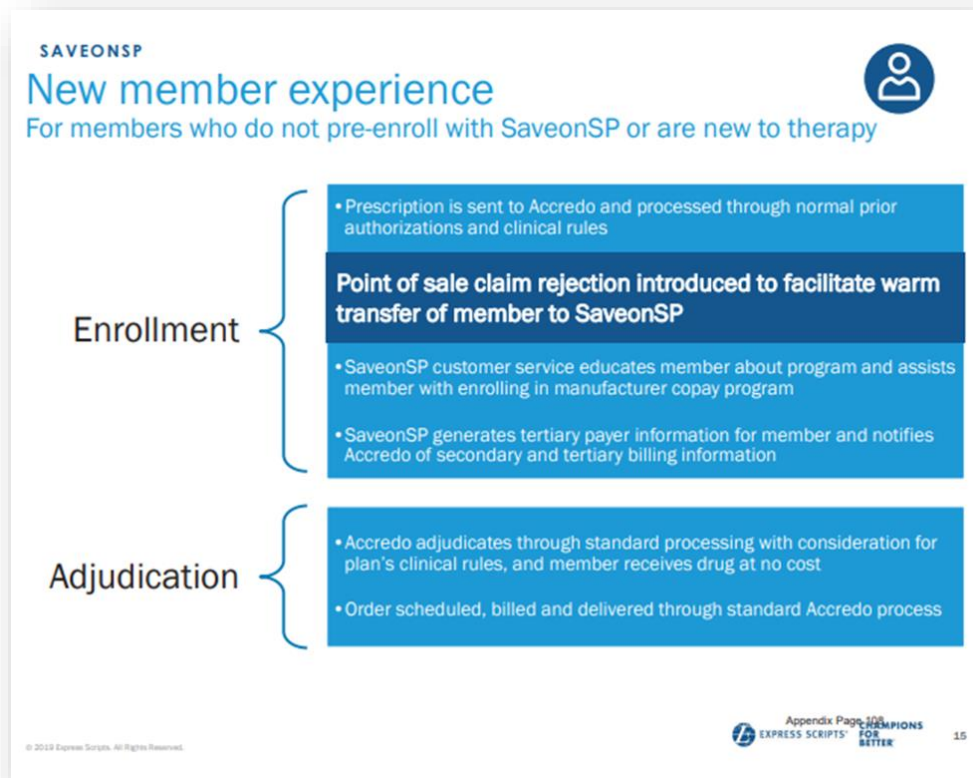 SAVEONSP
New member experience
For members who do not pre-enroll with SaveonSP or are new to therapy
Enrollment
•Prescription is sent to Accredo and processed through normal prior
authorizations and clinical rules
Point of sale claim rejection introduced to facilitate warm
transfer of member to SaveonSP
•SaveonSP customer service educates member about program and assists
member with enrolling in manufacturer copay program
•SaveonSP generates tertiary payer information for member and notifies
Accredo of secondary and tertiary billing information
Adjudication
•Accredo adjudicates through standard processing with consideration for
plan's clinical rules, and member receives drug at no cost
•Order scheduled, billed and delivered through standard Accredo process
© 2019 Express Scripts. All Rights Reserved.
Appendix Page 108
EXPRESS SCRIPTS®
CHAMPIONS
FOR
BETTER
15